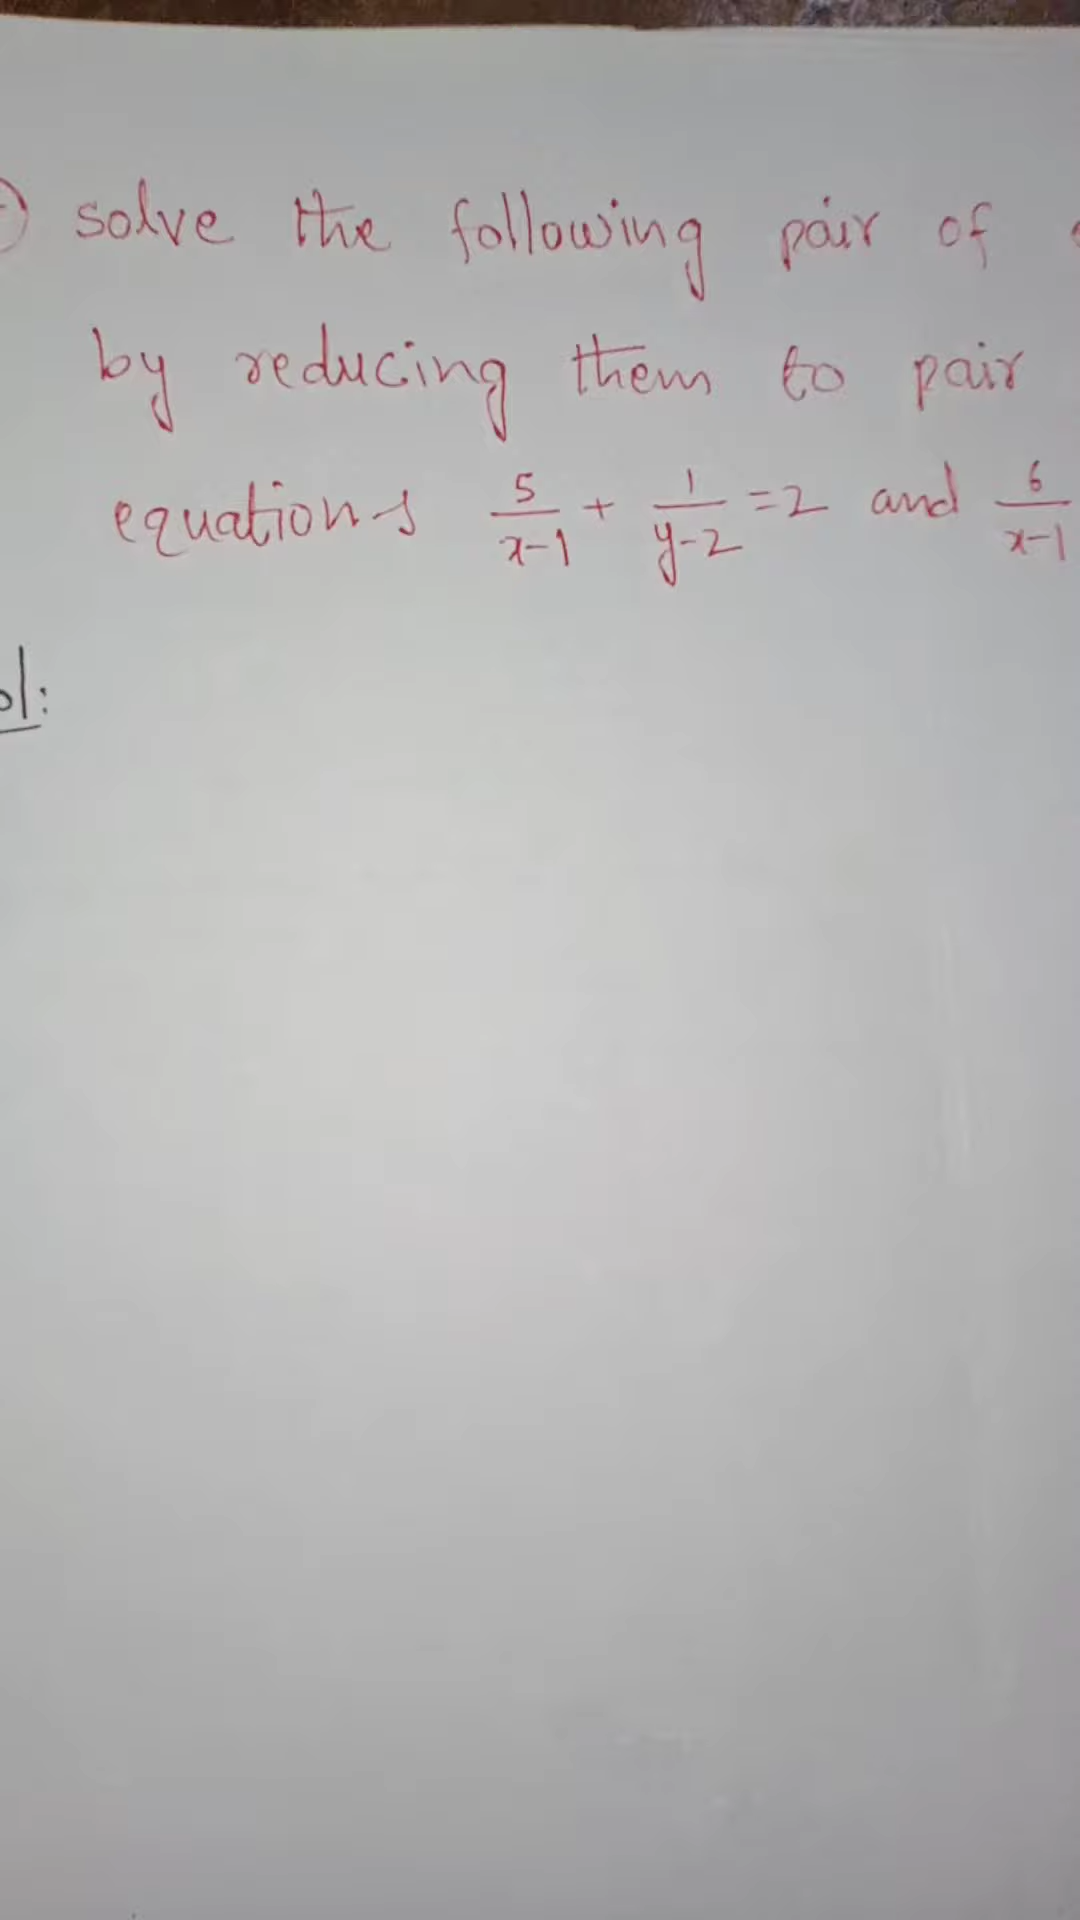 solve the following pair of
by reducing them to pair
equations 5/x-1 + 1/y-2 = 2 and 6/x-1
ol: